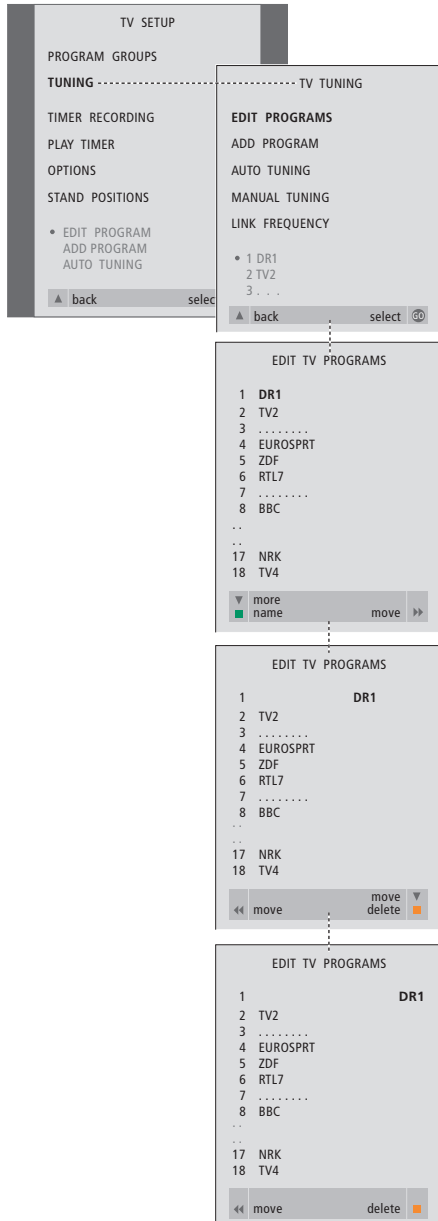 TV SETUP
PROGRAM GROUPS
TUNING
TIMER RECORDING
PLAY TIMER
OPTIONS
STAND POSITIONS
• EDIT PROGRAM
ADD PROGRAM
AUTO TUNING
▲ back selec
TV TUNING
EDIT PROGRAMS
ADD PROGRAM
AUTO TUNING
MANUAL TUNING
LINK FREQUENCY
• 1 DR1
2 TV2
3 . . .
▲ back select GO
EDIT TV PROGRAMS
1 DR1
2 TV2
3 ........
4 EUROSPRT
5 ZDF
6 RTL7
7 ........
8 BBC
. .
. .
17 NRK
18 TV4
▼ more
name move ▶▶
EDIT TV PROGRAMS
1 DR1
2 TV2
3 ........
4 EUROSPRT
5 ZDF
6 RTL7
7 ........
8 BBC
. .
. .
17 NRK
18 TV4
move ▼
◀◀ move delete
EDIT TV PROGRAMS
1 DR1
2 TV2
3 ........
4 EUROSPRT
5 ZDF
6 RTL7
7 ........
8 BBC
. .
. .
17 NRK
18 TV4
◀◀ move delete